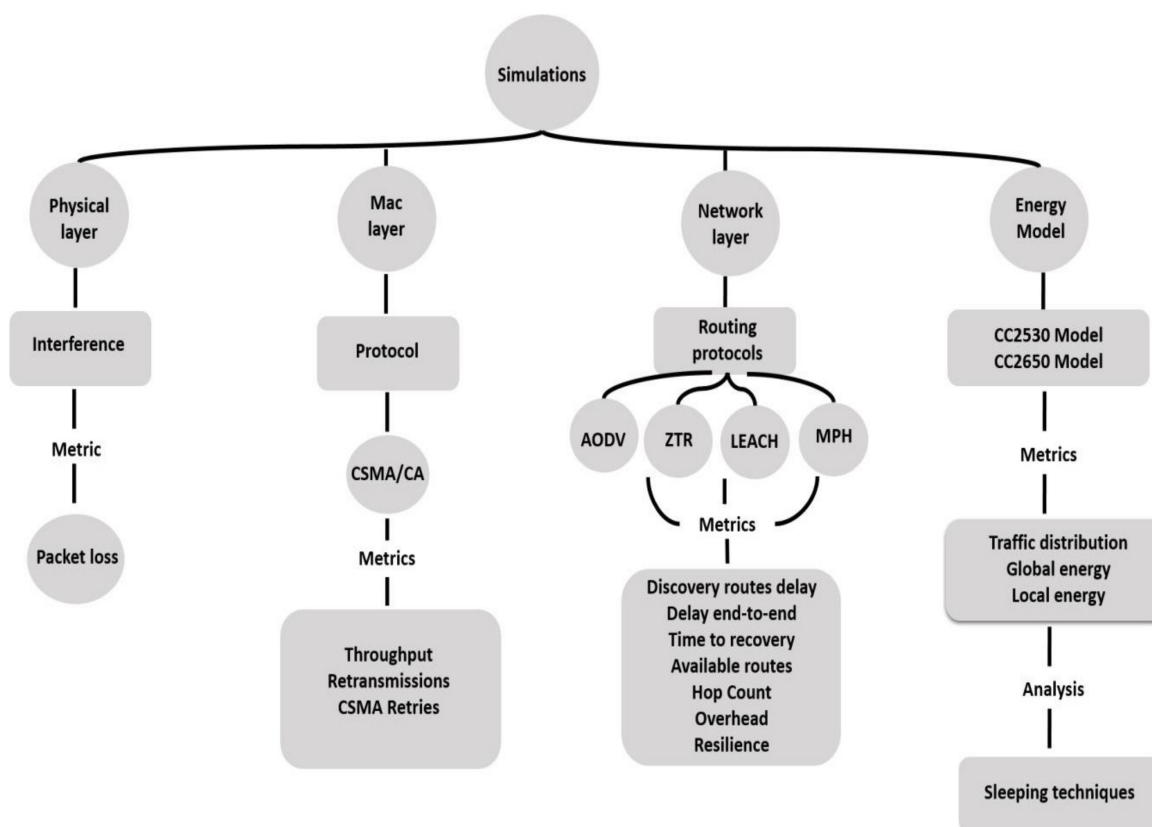 Simulations
Physical
layer
Mac
layer
Network
layer
Energy
Model
Interference
Protocol
Routing
protocols
CC2530 Model
CC2650 Model
AODV
ZTR
LEACH
MPH
Metric
CSMA/CA
Metrics
Metrics
Packet loss
Metrics
Traffic distribution
Global energy
Local energy
Discovery routes delay
Delay end-to-end
Time to recovery
Available routes
Hop Count
Overhead
Resilience
Throughput
Retransmissions
CSMA Retries
Analysis
Sleeping techniques